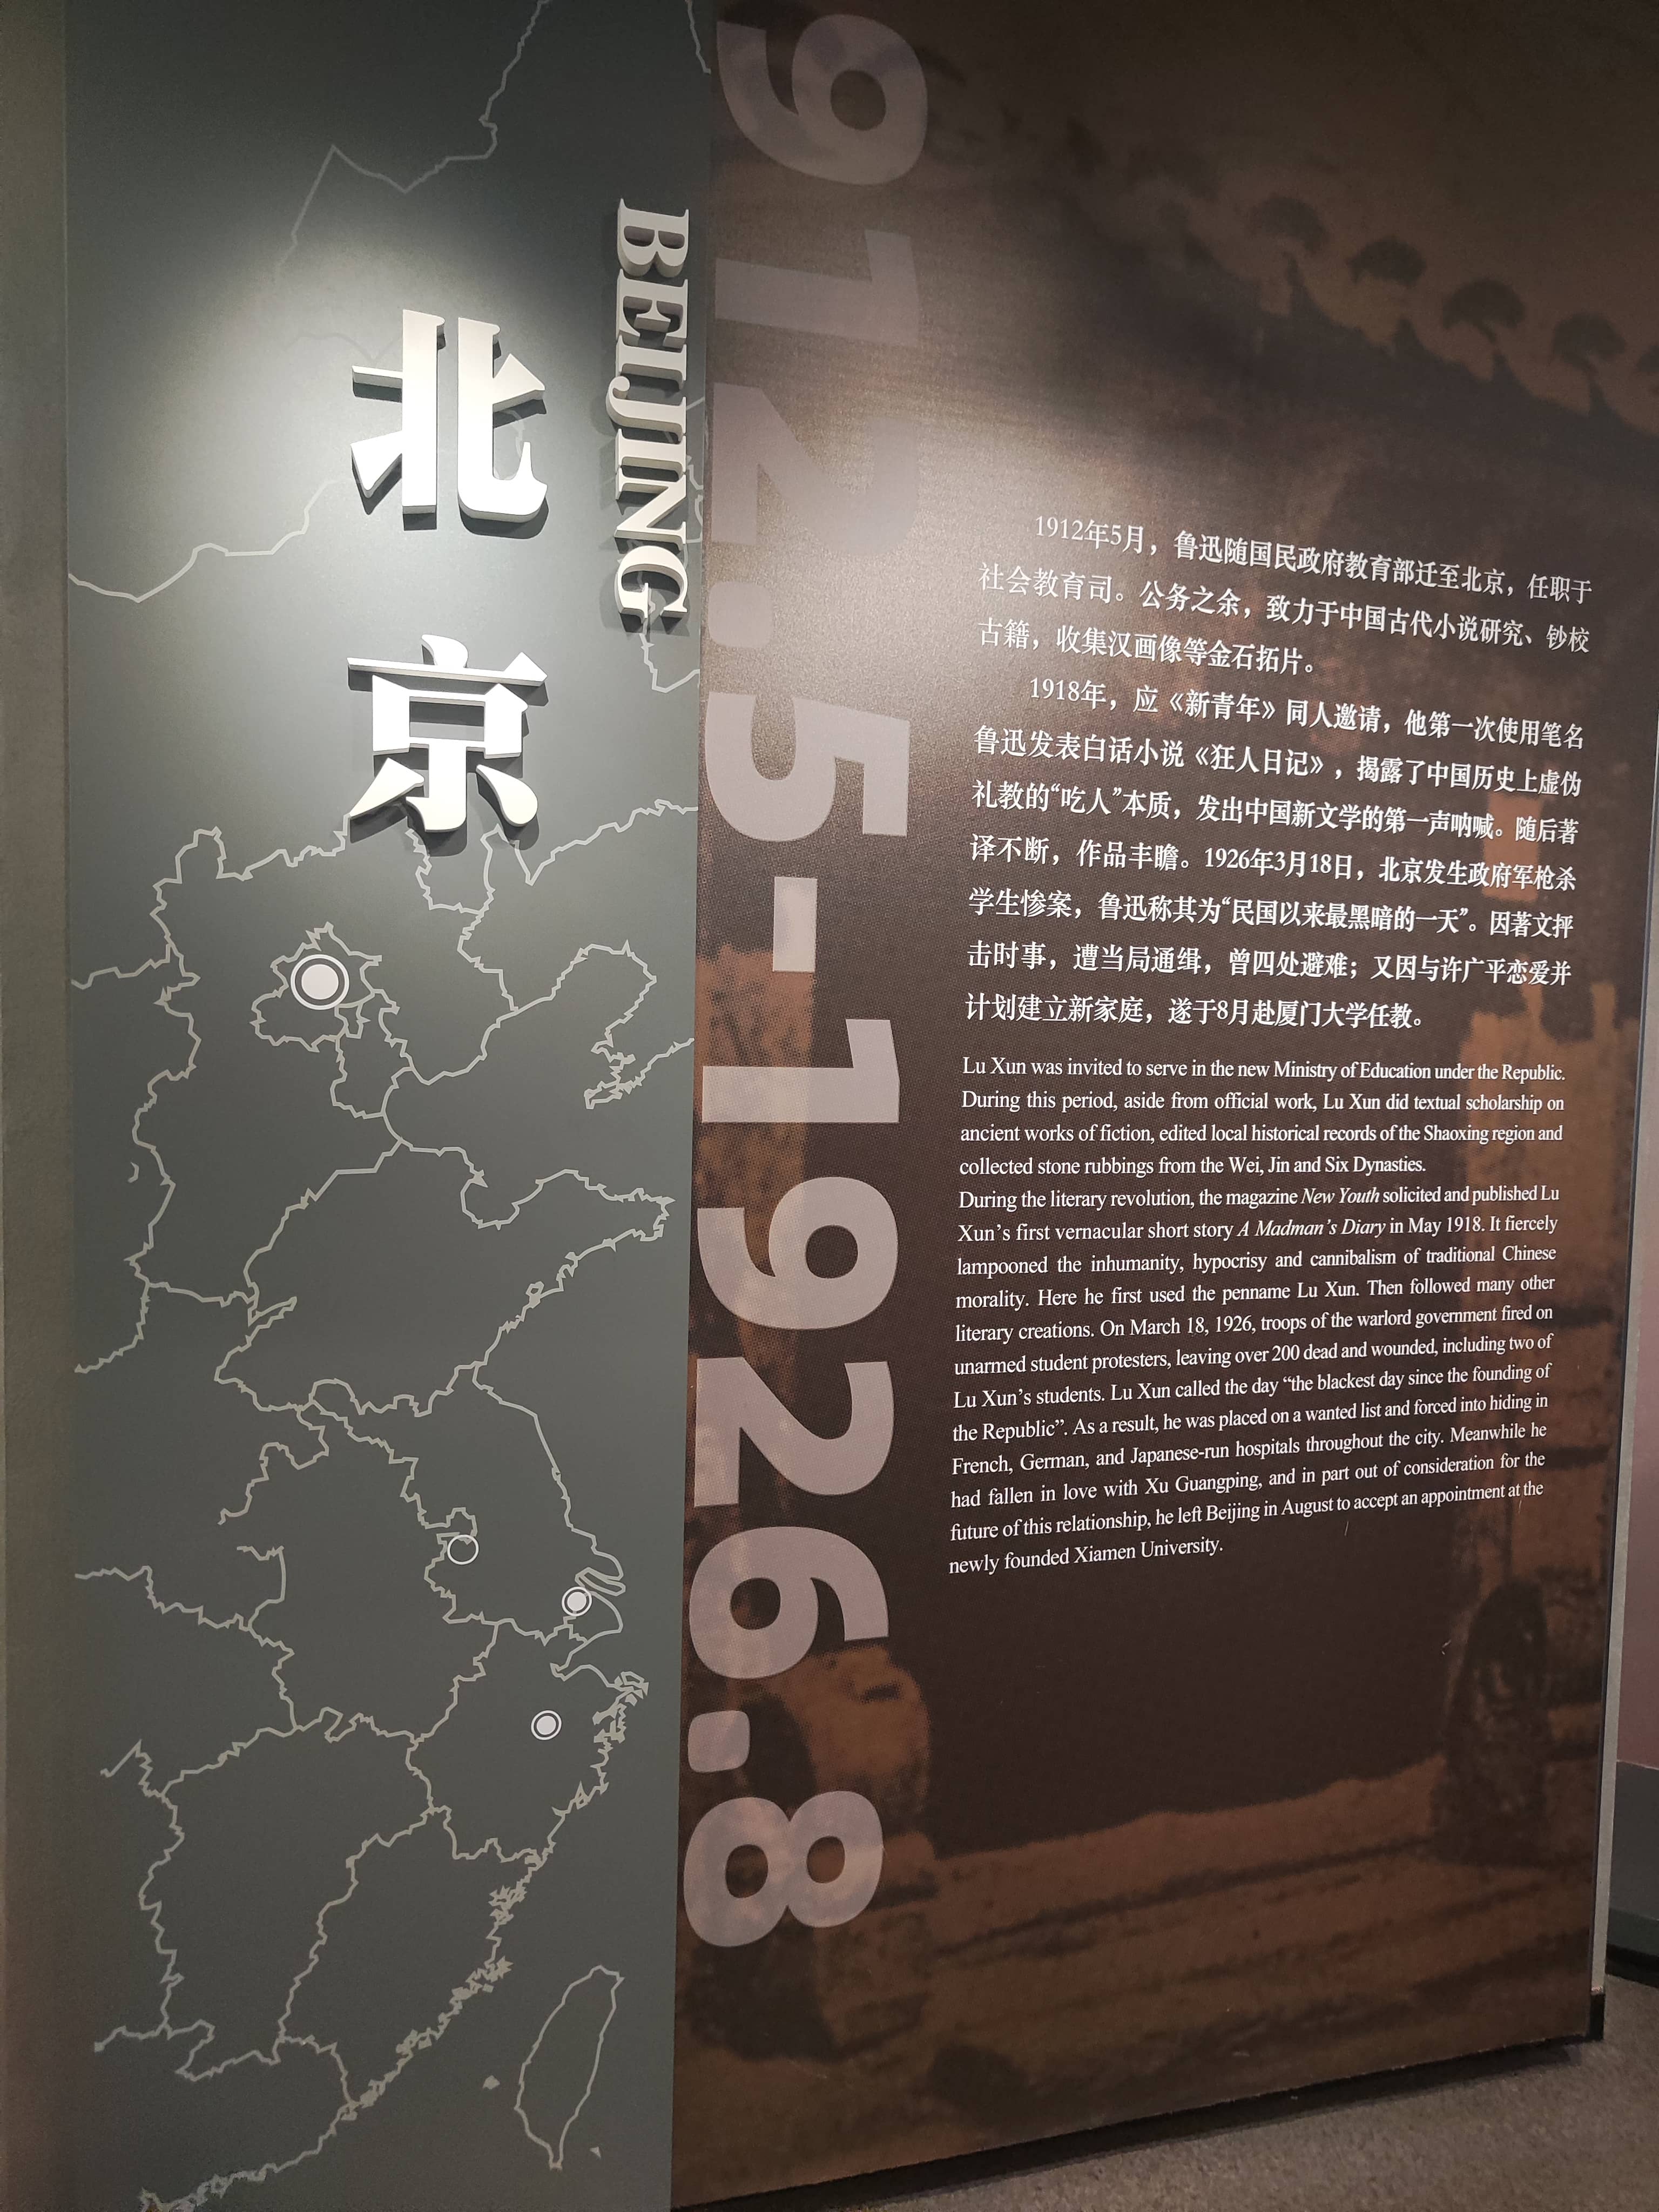 北京
BEIJING
912.5-1926.8
1912年5月，鲁迅随国民政府教育部迁至北京，任职于
社会教育司。公务之余，致力于中国古代小说研究、钞校
古籍，收集汉画像等金石拓片。
1918年，应《新青年》同人邀请，他第一次使用笔名
鲁迅发表白话小说《狂人日记》，揭露了中国历史上虚伪
礼教的“吃人”本质，发出中国新文学的第一声呐喊。随后著
译不断，作品丰瞻。1926年3月18日，北京发生政府军枪杀
学生惨案，鲁迅称其为“民国以来最黑暗的一天”。因著文抨
击时事，遭当局通缉，曾四处避难；又因与许广平恋爱并
计划建立新家庭，遂于8月赴厦门大学任教。
Lu Xun was invited to serve in the new Ministry of Education under the Republic.
During this period, aside from official work, Lu Xun did textual scholarship on
ancient works of fiction, edited local historical records of the Shaoxing region and
collected stone rubbings from the Wei, Jin and Six Dynasties.
During the literary revolution, the magazine New Youth solicited and published Lu
Xun's first vernacular short story A Madman's Diary in May 1918. It fiercely
lampooned the inhumanity, hypocrisy and cannibalism of traditional Chinese
morality. Here he first used the penname Lu Xun. Then followed many other
literary creations. On March 18, 1926, troops of the warlord government fired on
unarmed student protesters, leaving over 200 dead and wounded, including two of
Lu Xun's students. Lu Xun called the day “the blackest day since the founding of
the Republic”. As a result, he was placed on a wanted list and forced into hiding in
French, German, and Japanese-run hospitals throughout the city. Meanwhile he
had fallen in love with Xu Guangping, and in part out of consideration for the
future of this relationship, he left Beijing in August to accept an appointment at the
newly founded Xiamen University.